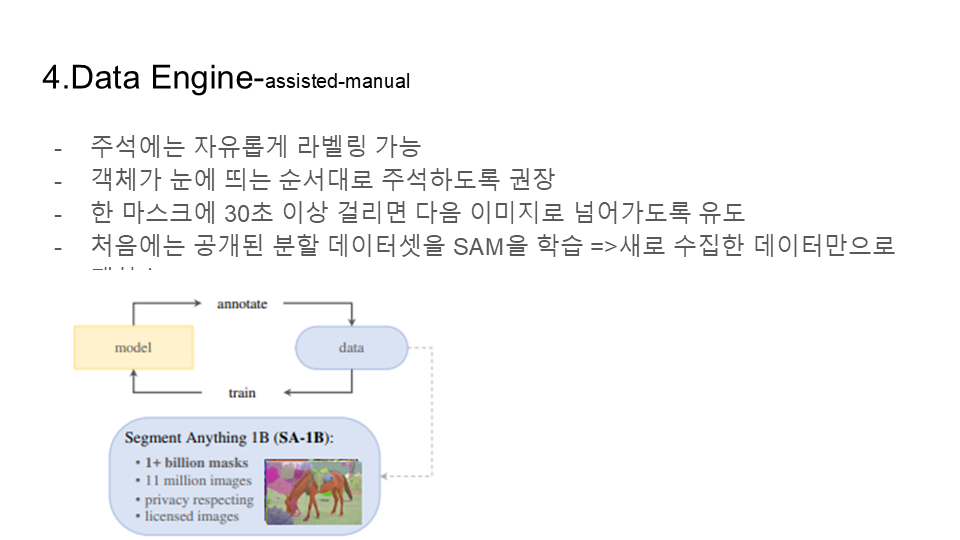 4.Data Engine-assisted-manual
- 주석에는 자유롭게 라벨링 가능
- 객체가 눈에 띄는 순서대로 주석하도록 권장
- 한 마스크에 30초 이상 걸리면 다음 이미지로 넘어가도록 유도
- 처음에는 공개된 분할 데이터셋을 SAM을 학습 =>새로 수집한 데이터만으로
annotate
model
data
train
Segment Anything 1B (SA-1B):
• 1+ billion masks
• 11 million images
• privacy respecting
• licensed images